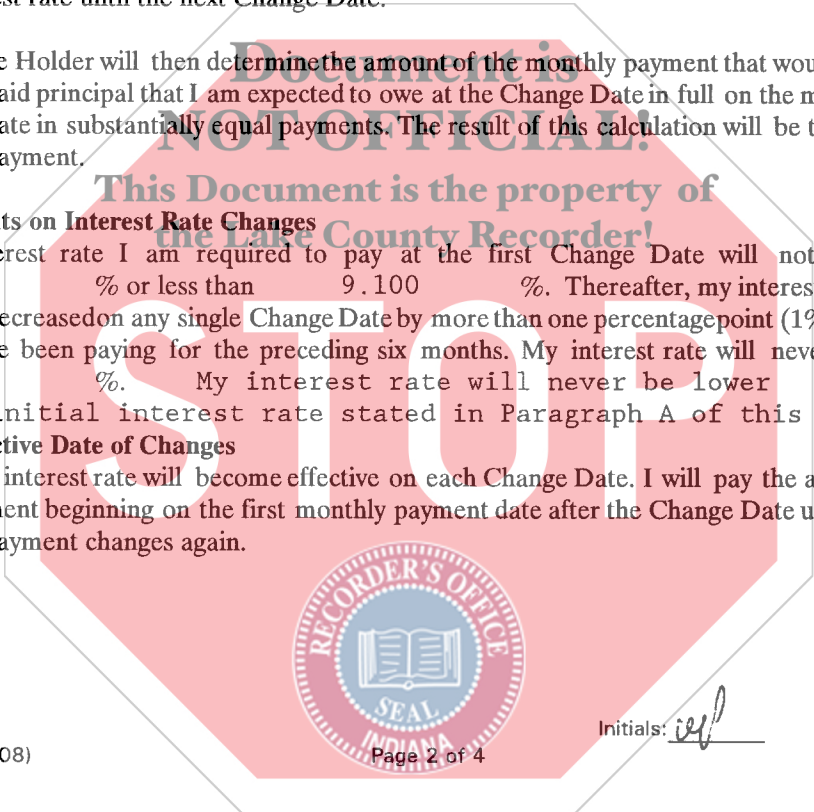 est rate until the next Change Date.
Document is
e Holder will then determinethe amount of the monthly payment that wou
aid principal that I am expected to owe at the Change Date in full on the m
NOT OFFICIAL!
ate in substantially equal payments. The result of this calculation will be t
ayment.
This Document is the property of
ts on Interest Rate Changes
the Lake County Recorder!
erest rate I am required to pay at the first Change Date will not
% or less than 9.100 %. Thereafter, my interes
ecreasedon any single Change Date by more than one percentagepoint (1%
e been paying for the preceding six months. My interest rate will neve
%. My interest rate will never be lower
nitial interest rate stated in Paragraph A of this
STOP
ctive Date of Changes
interest rate will become effective on each Change Date. I will pay the a
ent beginning on the first monthly payment date after the Change Date u
ayment changes again.
RECORDER'S OFFICE
SEAL
INDIANA
Initials:
08)
Page 2 of 4